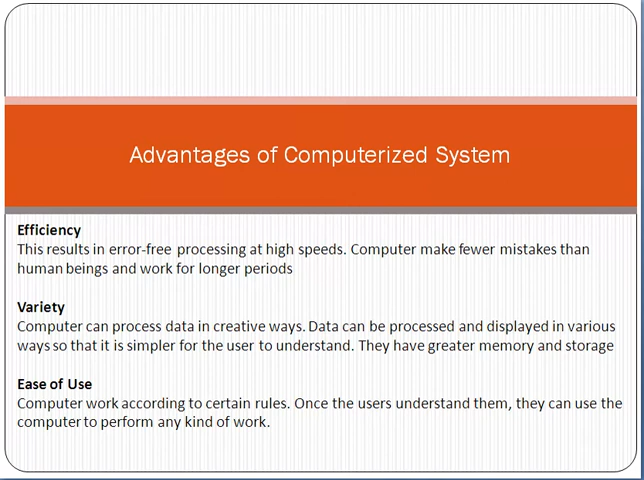 Advantages of Computerized System
Efficiency
This results in error-free processing at high speeds. Computer make fewer mistakes than
human beings and work for longer periods
Variety
Computer can process data in creative ways. Data can be processed and displayed in various
ways so that it is simpler for the user to understand. They have greater memory and storage
Ease of Use
Computer work according to certain rules. Once the users understand them, they can use the
computer to perform any kind of work.